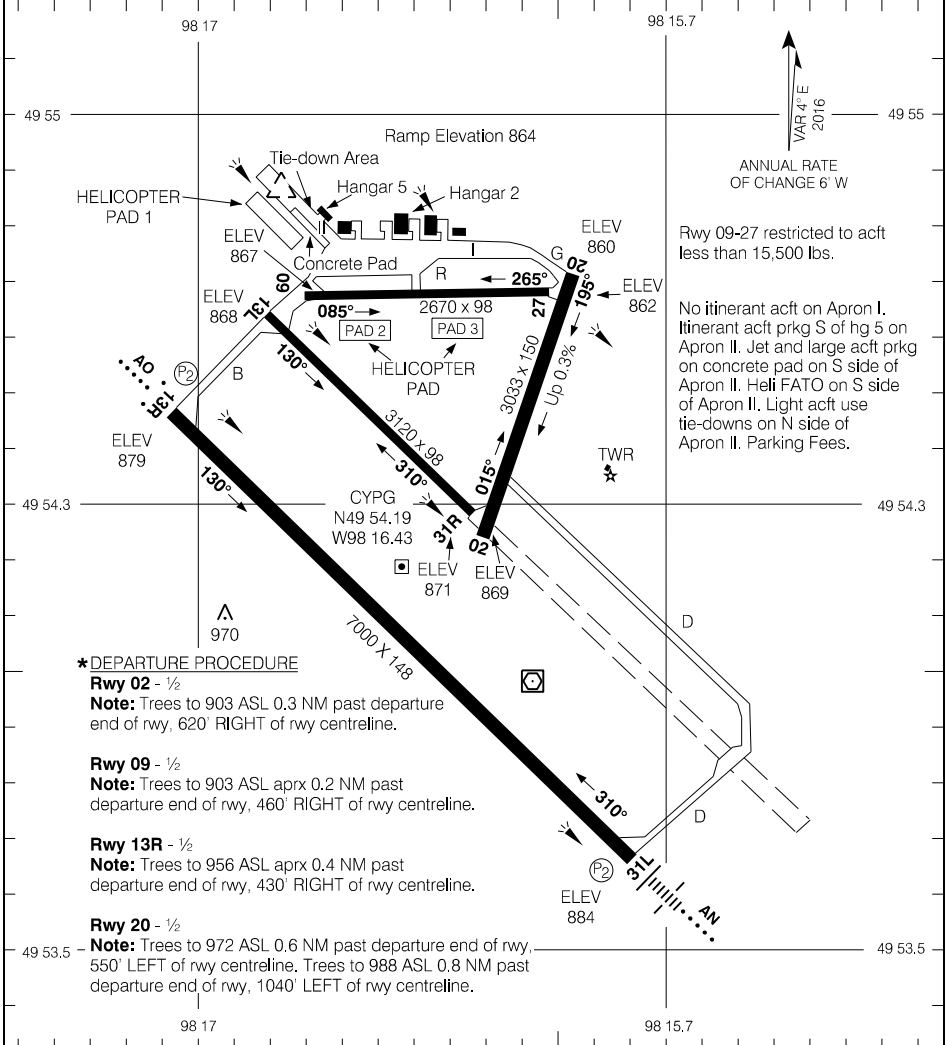 98 17
98 15.7
49 55
49 55
VAR 4° E
2016
ANNUAL RATE
OF CHANGE 6' W
Ramp Elevation 864
Tie-down Area
Hangar 5
Hangar 2
HELICOPTER
PAD 1
ELEV
867
ELEV
860
Rwy 09-27 restricted to acft
less than 15,500 lbs.
II
I
G
Concrete Pad
R
265°
20
195°
ELEV
862
ELEV
868
09
13L
085°
2670 x 98
27
PAD 2
PAD 3
HELICOPTER
PAD
No itinerant acft on Apron I.
Itinerant acft prkg S of hg 5 on
Apron II. Jet and large acft prkg
on concrete pad on S side of
Apron II. Heli FATO on S side
of Apron II. Light acft use
tie-downs on N side of
Apron II. Parking Fees.
3033 x 150
Up 0.3%
AO
P2
B
13R
130°
3120 x 98
ELEV
879
130°
310°
015°
TWR
49 54.3
49 54.3
CYPG
N49 54.19
W98 16.43
31R
02
ELEV
871
ELEV
869
970
7000 X 148
D
*DEPARTURE PROCEDURE
Rwy 02 - ½
Note: Trees to 903 ASL 0.3 NM past departure
end of rwy, 620' RIGHT of rwy centreline.
Rwy 09 - ½
Note: Trees to 903 ASL aprx 0.2 NM past
departure end of rwy, 460' RIGHT of rwy centreline.
310°
D
Rwy 13R - ½
Note: Trees to 956 ASL aprx 0.4 NM past
departure end of rwy, 430' RIGHT of rwy centreline.
31L
P2
ELEV
884
AN
Rwy 20 - ½
Note: Trees to 972 ASL 0.6 NM past departure end of rwy,
550' LEFT of rwy centreline. Trees to 988 ASL 0.8 NM past
departure end of rwy, 1040' LEFT of rwy centreline.
49 53.5
49 53.5
98 17
98 15.7